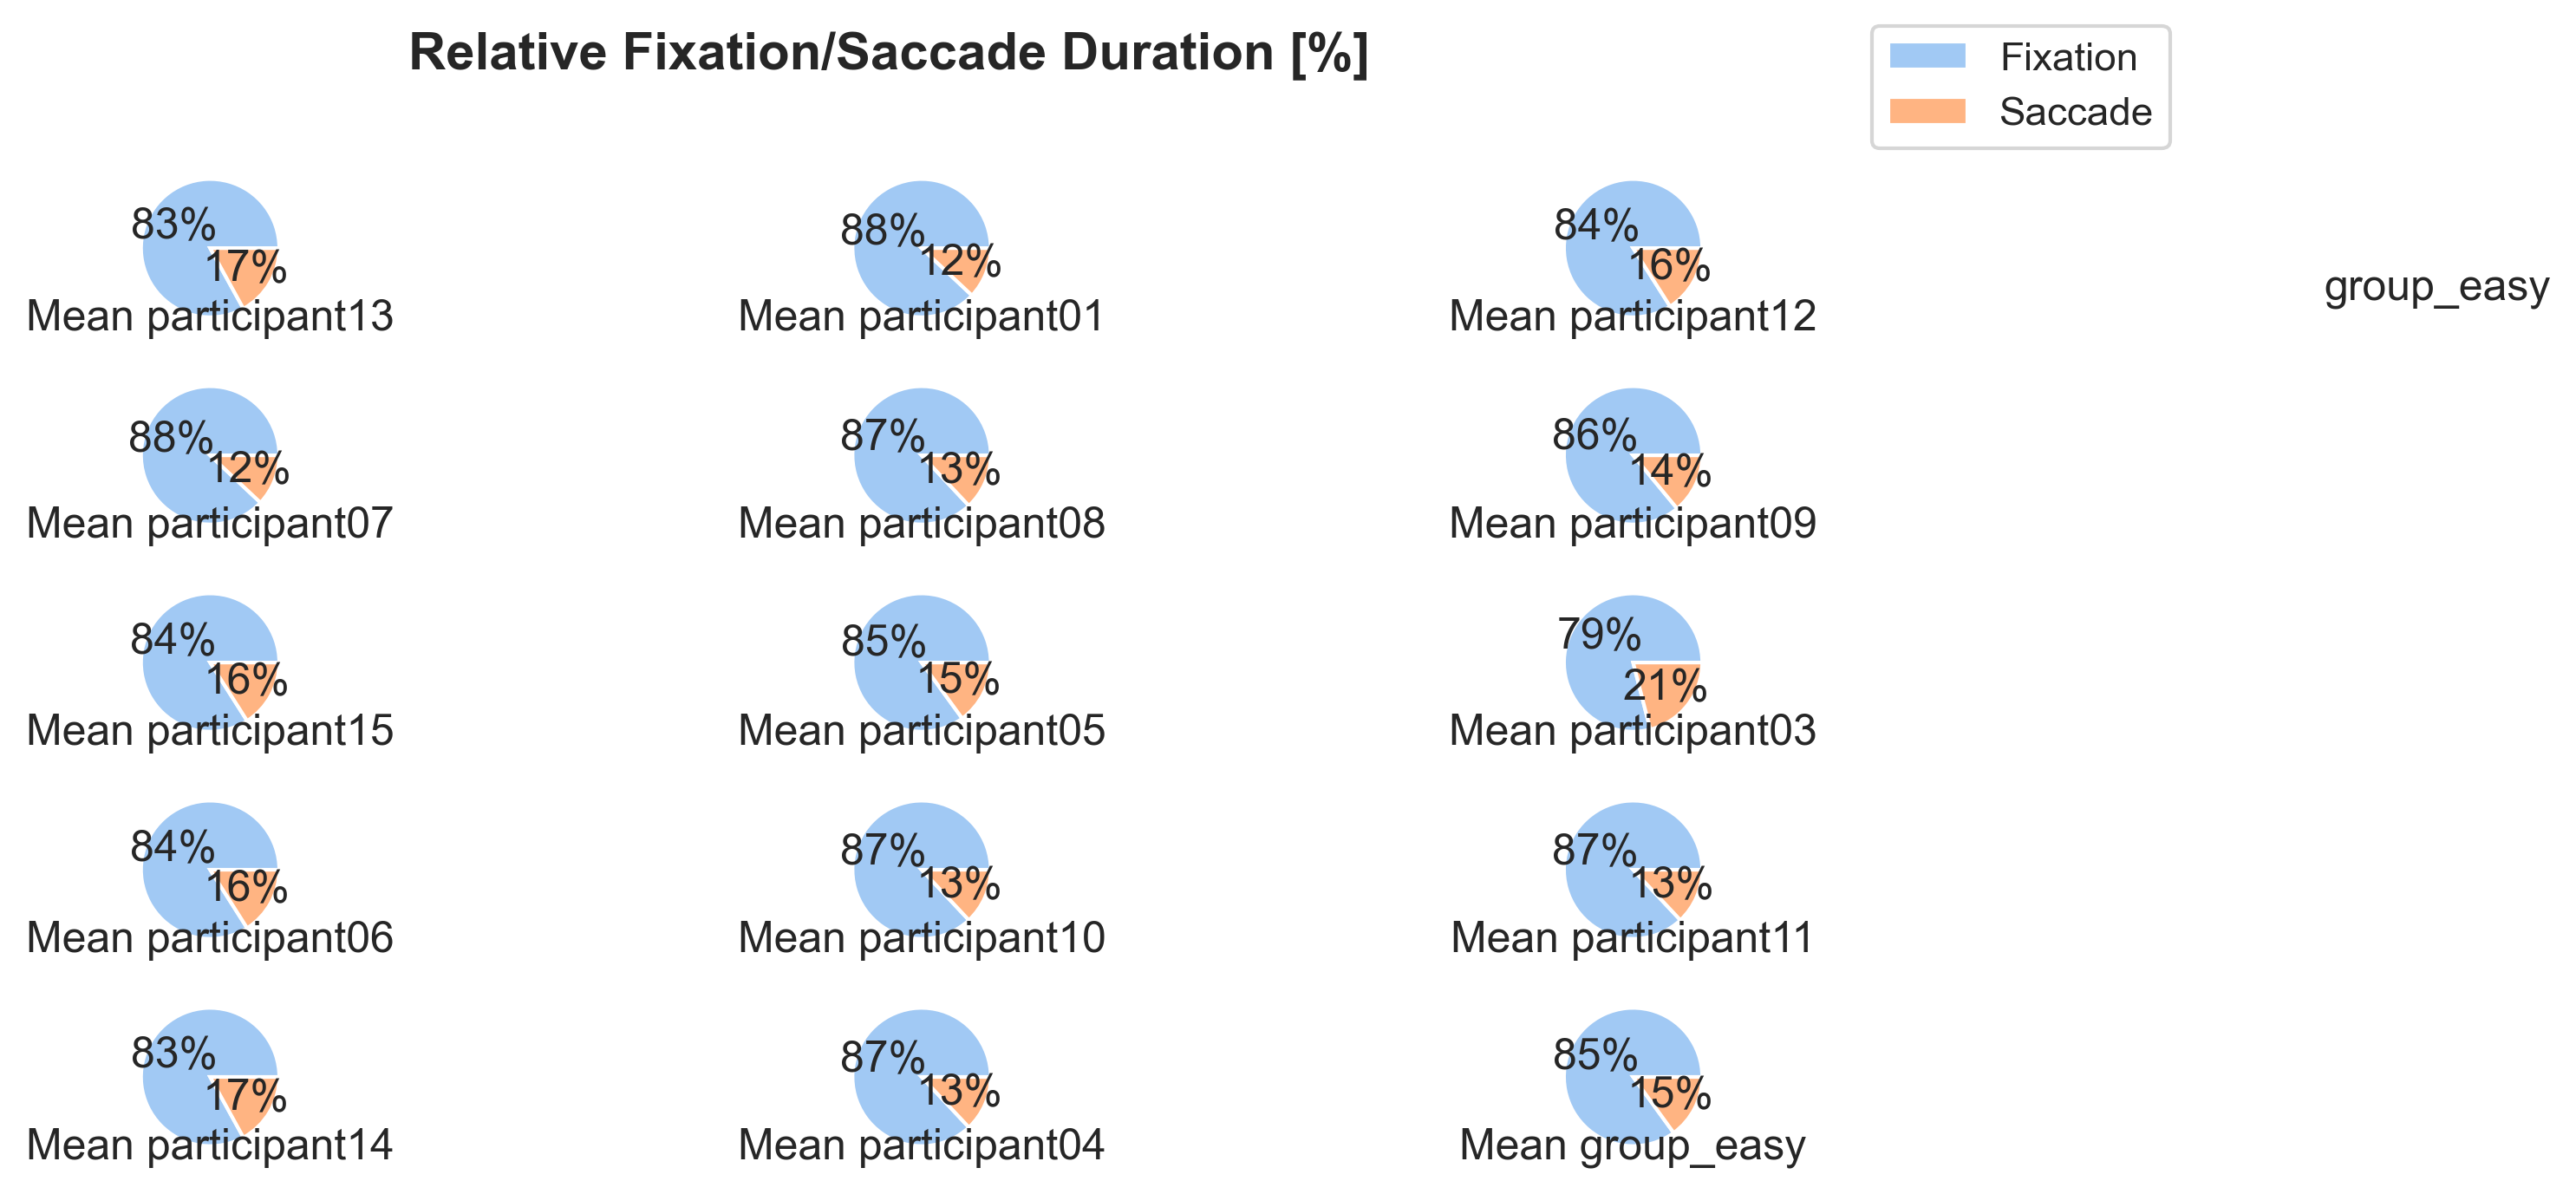 Relative Fixation/Saccade Duration [%]
Fixation
Saccade
83%
17%
Mean participant13
88%
12%
Mean participant01
84%
16%
Mean participant12
group_easy
88%
12%
Mean participant07
87%
13%
Mean participant08
86%
14%
Mean participant09
84%
16%
Mean participant15
85%
15%
Mean participant05
79%
21%
Mean participant03
84%
16%
Mean participant06
87%
13%
Mean participant10
87%
13%
Mean participant11
83%
17%
Mean participant14
87%
13%
Mean participant04
85%
15%
Mean group_easy